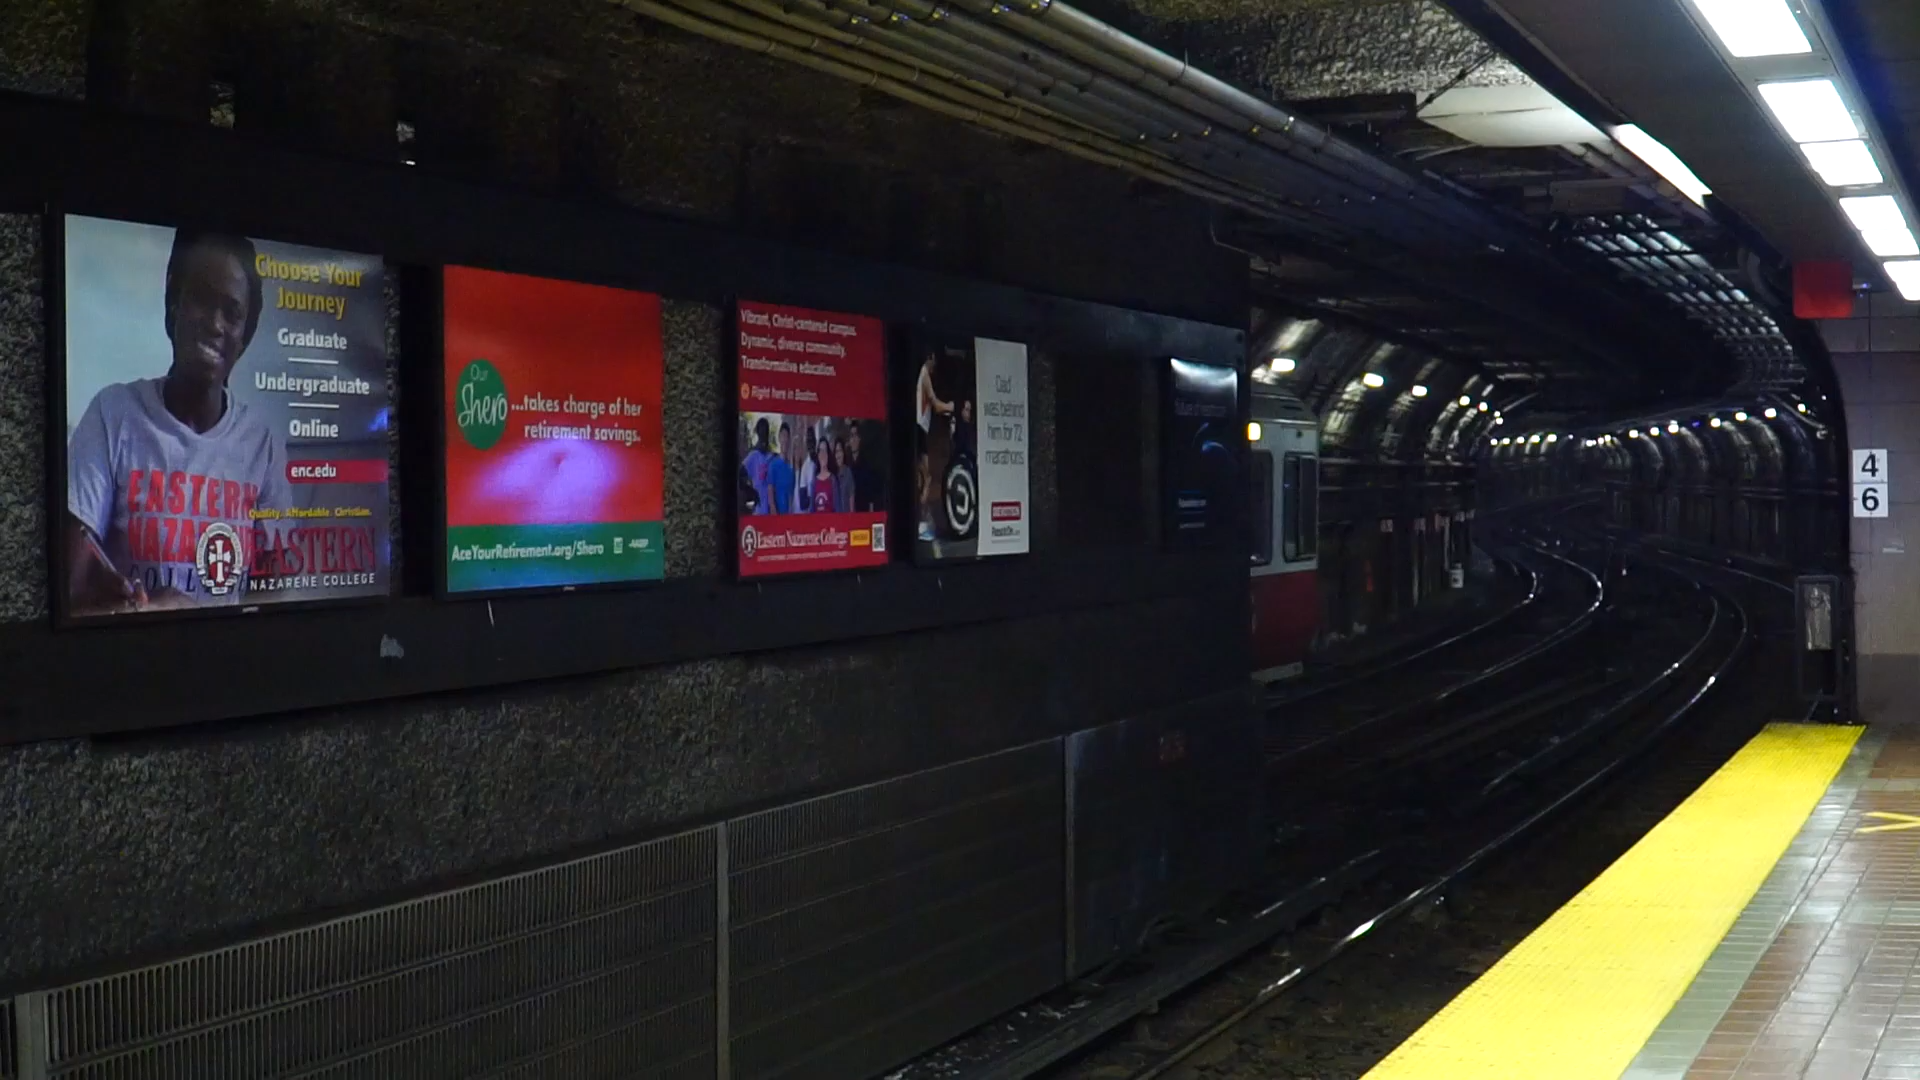 Choose Your
Journey
Graduate
Undergraduate
Online
enc.edu
Quality. Affordable. Christian.
EASTERN
NAZARENE COLLEGE
EASTERN
Our
Shero
...takes charge of her
retirement savings.
AceYourRetirement.org/Shero
AARP
Vibrant, Christ-centered campus.
Dynamic, diverse community.
Transformative education.
Right here in Boston.
Eastern Nazarene College
Dad
was behind
him for 72
marathons.
4
6